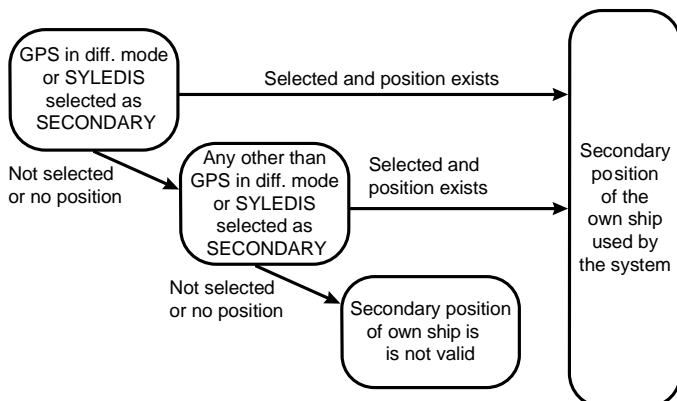 GPS in diff. mode
or SYLEDIS
selected as
SECONDARY
Selected and position exists
Not selected
or no position
Any other than
GPS in diff. mode
or SYLEDIS
selected as
SECONDARY
Selected and
position exists
Secondary
position
of the
own ship
used by
the system
Not selected
or no position
Secondary position
of own ship is
is not valid